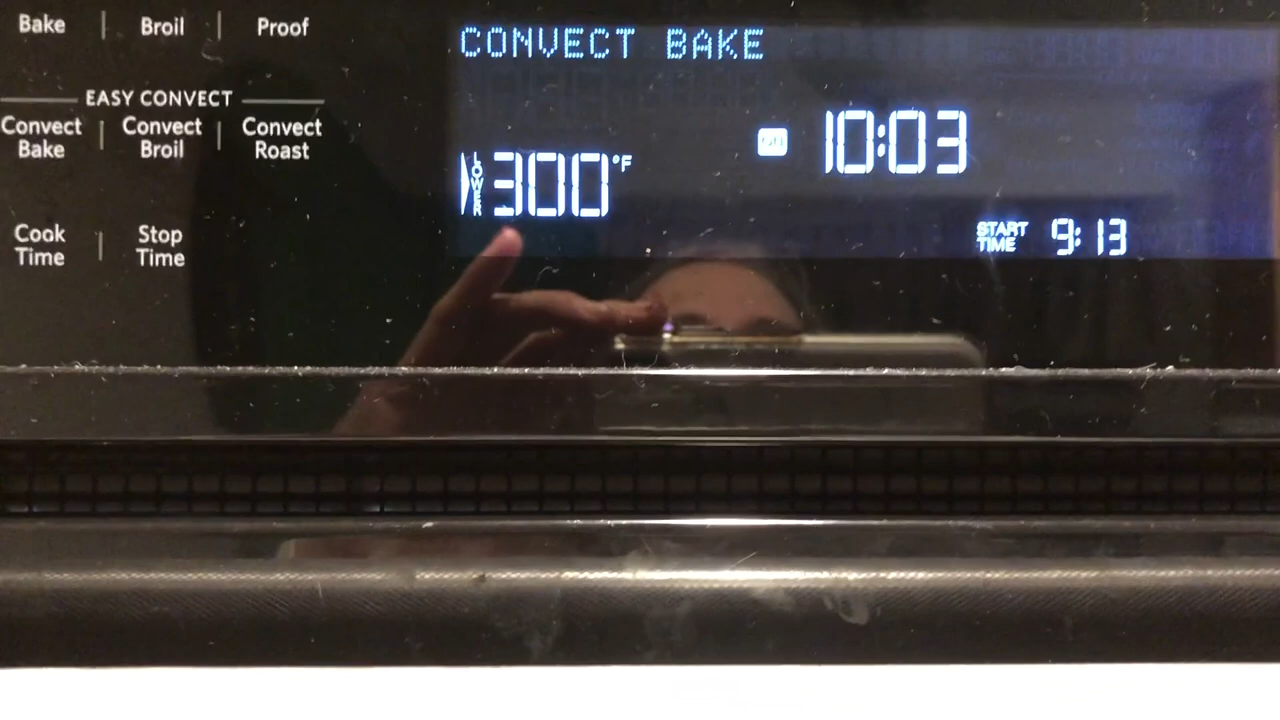 Bake | Broil | Proof
EASY CONVECT
Convect Bake | Convect Broil | Convect Roast
Cook Time | Stop Time
CONVECT BAKE
LOWER 300°F
ON 10:03
START TIME 9:13